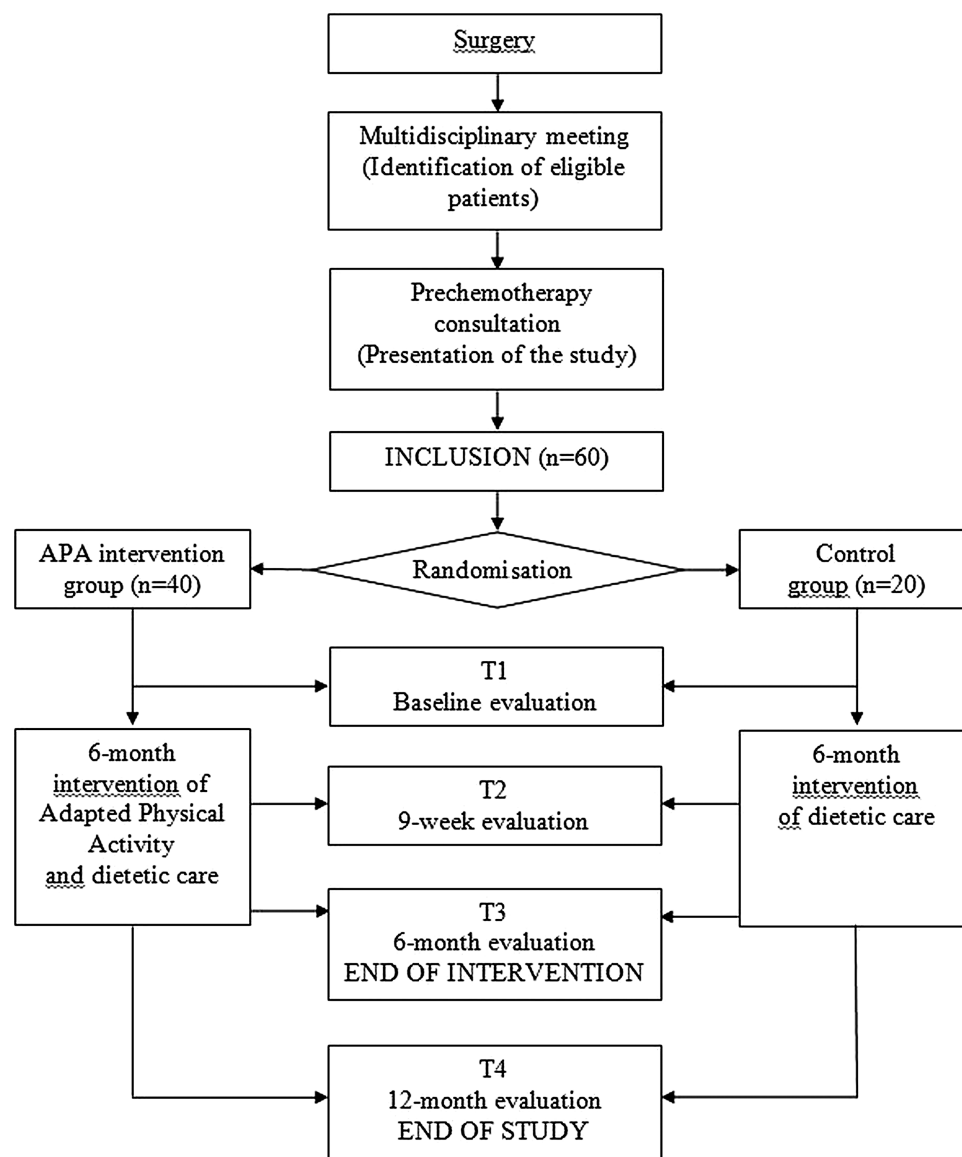 Surgery
Multidisciplinary meeting
(Identification of eligible
patients)
Prechemotherapy
consultation
(Presentation of the study)
INCLUSION (n=60)
Randomisation
APA intervention
group (n=40)
Control
group (n=20)
T1
Baseline evaluation
6-month
intervention of
Adapted Physical
Activity
and dietetic care
6-month
intervention
of dietetic care
T2
9-week evaluation
T3
6-month evaluation
END OF INTERVENTION
T4
12-month evaluation
END OF STUDY